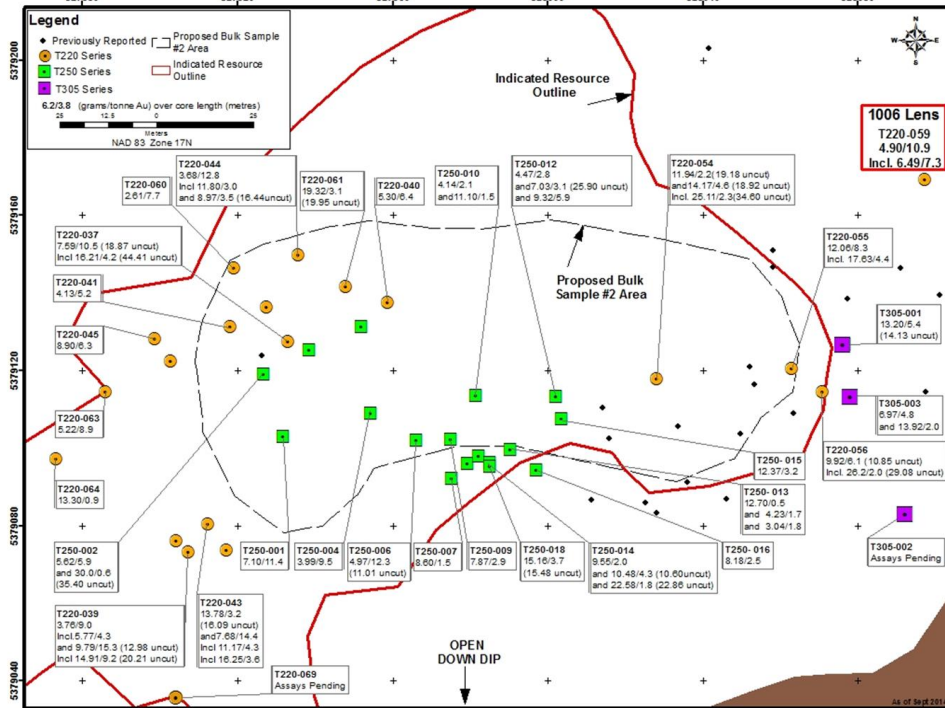 Legend
Previously Reported
Proposed Bulk Sample
#2 Area
T220 Series
T250 Series
Indicated Resource
Outline
T305 Series
6.2/3.8 (grams/tonne Au) over core length (metres)
25 12.5 0 25
Meters
NAD 83 Zone 17N
N
W E
S
5379200
5379160
5379120
5379080
5379040
Indicated Resource
Outline
1006 Lens
T220-059
4.90/10.9
Incl. 6.49/7.3
T220-044
3.68/12.8
Incl 11.80/3.0
and 8.97/3.5 (16.44uncut)
T220-060
2.61/7.7
T220-061
19.32/3.1
(19.95 uncut)
T220-040
5.30/6.4
T250-010
4.14/2.1
and11.10/1.5
T250-012
4.47/2.8
and7.03/3.1 (25.90 uncut)
and 9.32/5.9
T220-054
11.94/2.2(19.18 uncut)
and 14.17/4.6 (18.92 uncut)
Incl. 25.11/2.3(34.60 uncut)
T220-037
7.59/10.5 (18.87 uncut)
Incl 16.21/4.2 (44.41 uncut)
T220-055
12.06/8.3
Incl. 17.63/4.4
T220-041
4.13/5.2
Proposed Bulk
Sample #2 Area
T305-001
13.20/5.4
(14.13 uncut)
T220-045
8.90/6.3
T220-063
5.22/8.9
T305-003
6.97/4.8
and 13.92/2.0
T220-056
9.92/6.1 (10.85 uncut)
Incl. 26.2/2.0 (29.08 uncut)
T250- 015
12.37/3.2
T220-064
13.30/0.9
T250- 013
12.70/0.5
and 4.23/1.7
and 3.04/1.8
T250-002
5.62/5.9
and 30.0/0.6
(35.40 uncut)
T250-001
7.10/11.4
T250-004
3.99/9.5
T250-006
4.97/12.3
(11.01 uncut)
T250-007
8.60/1.5
T250-009
7.87/2.9
T250-018
15.16/3.7
(15.48 uncut)
T250-014
9.55/2.0
and 10.48/4.3 (10.60uncut)
and 22.58/1.8 (22.86 uncut)
T250- 016
8.18/2.5
T305-002
Assays Pending
T220-039
3.76/9.0
Incl.5.77/4.3
and 9.79/15.3 (12.98 uncut)
Incl 14.91/9.2 (20.21 uncut)
T220-043
13.78/3.2
(16.09 uncut)
and7.68/14.4
Incl 11.17/4.3
Incl 16.25/3.6
T220-069
Assays Pending
OPEN
DOWN DIP